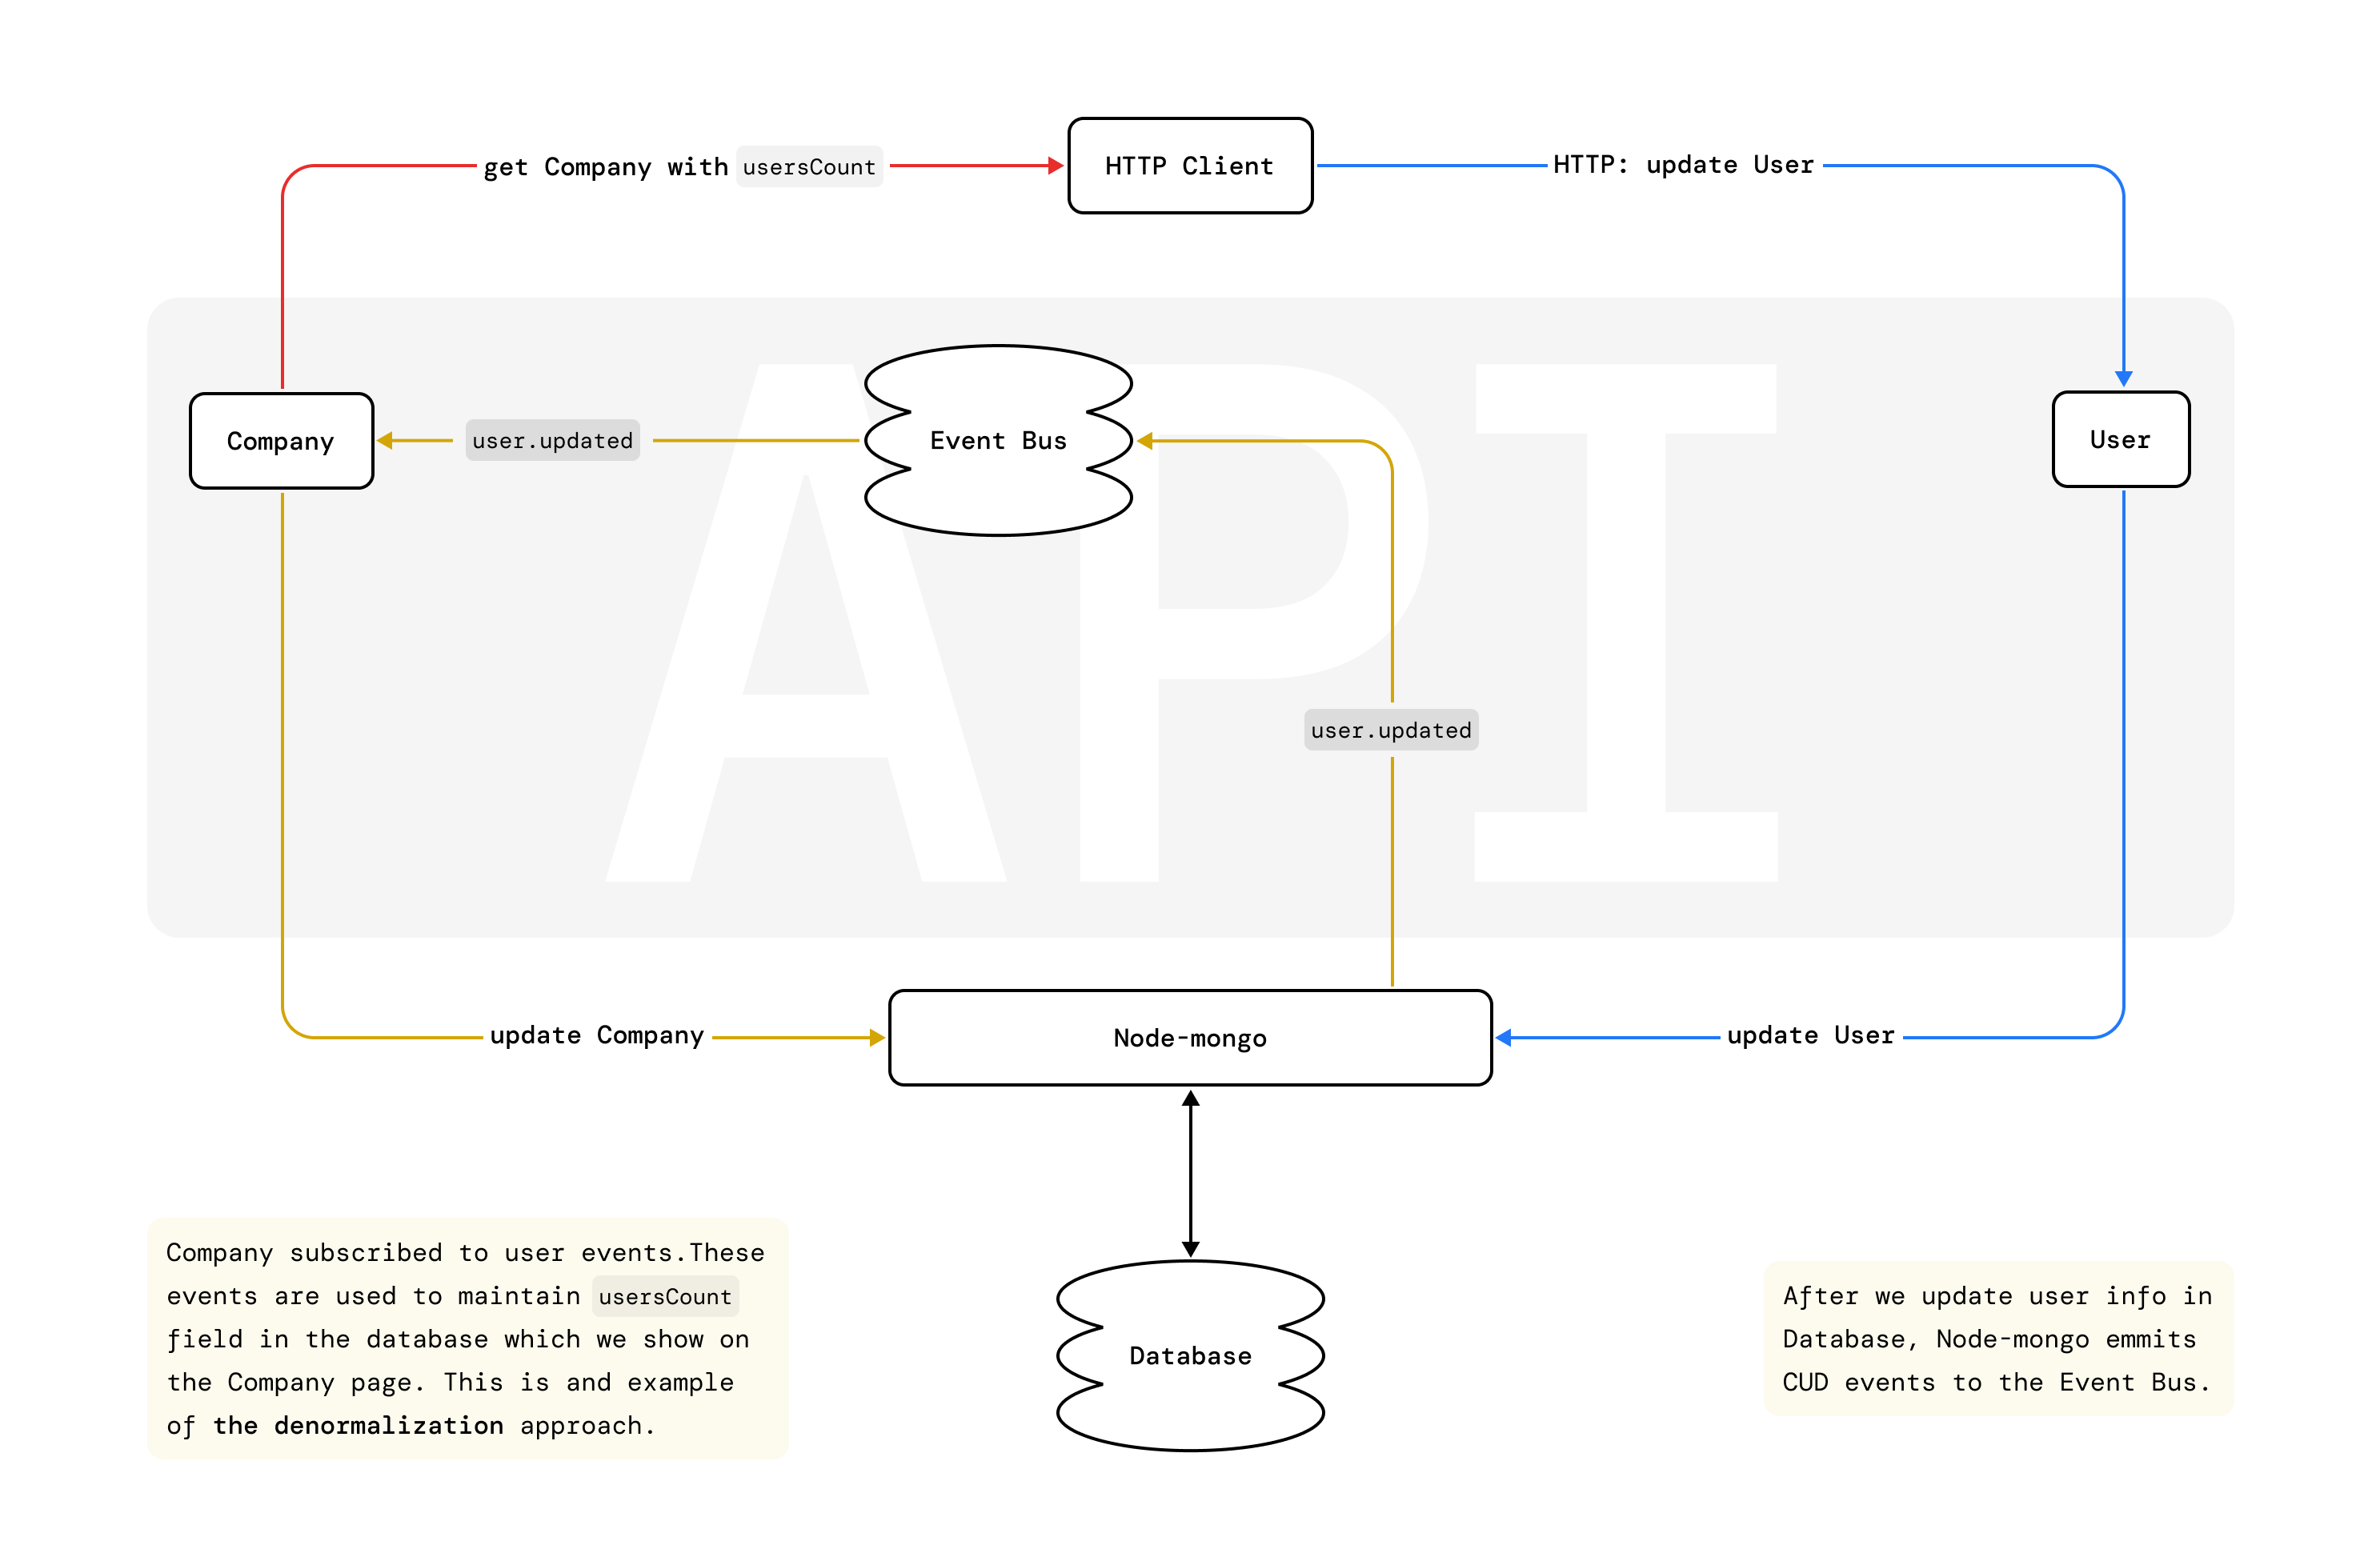 get Company with usersCount
HTTP Client
HTTP: update User
API
Company
user.updated
Event Bus
User
user.updated
update Company
Node-mongo
update User
Company subscribed to user events.These
events are used to maintain usersCount
field in the database which we show on
the Company page. This is and example
of the denormalization approach.
Database
After we update user info in
Database, Node-mongo emmits
CUD events to the Event Bus.